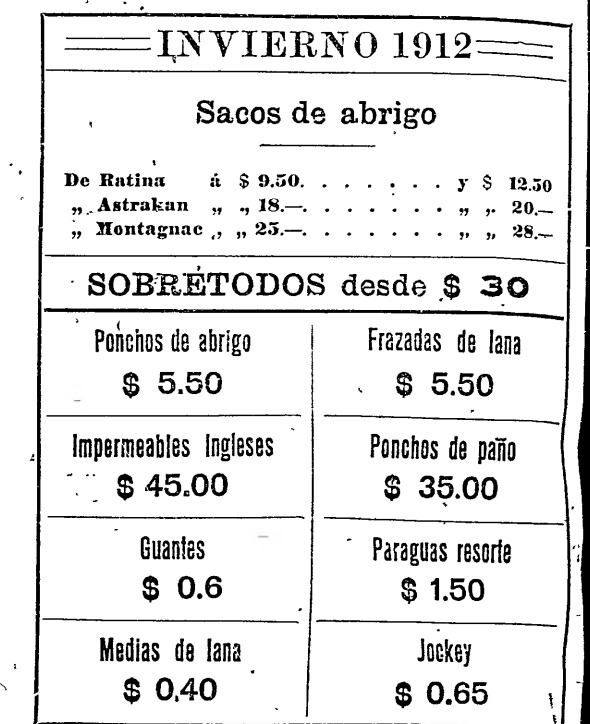 INVIERNO 1912
Sacos de abrigo
De Ratina á $ 9.50. . . . . . . y $ 12.50
„ Astrakan „ „ 18.—. . . . . . . „ „ 20.—
„ Montagnac „ „ 25.—. . . . . . . „ „ 28.—
SOBRETODOS desde $ 30
Ponchos de abrigo
$ 5.50
Frazadas de lana
$ 5.50
Impermeables Ingleses
$ 45.00
Ponchos de paño
$ 35.00
Guantes
$ 0.6
Paraguas resorte
$ 1.50
Medias de lana
$ 0.40
Jockey
$ 0.65